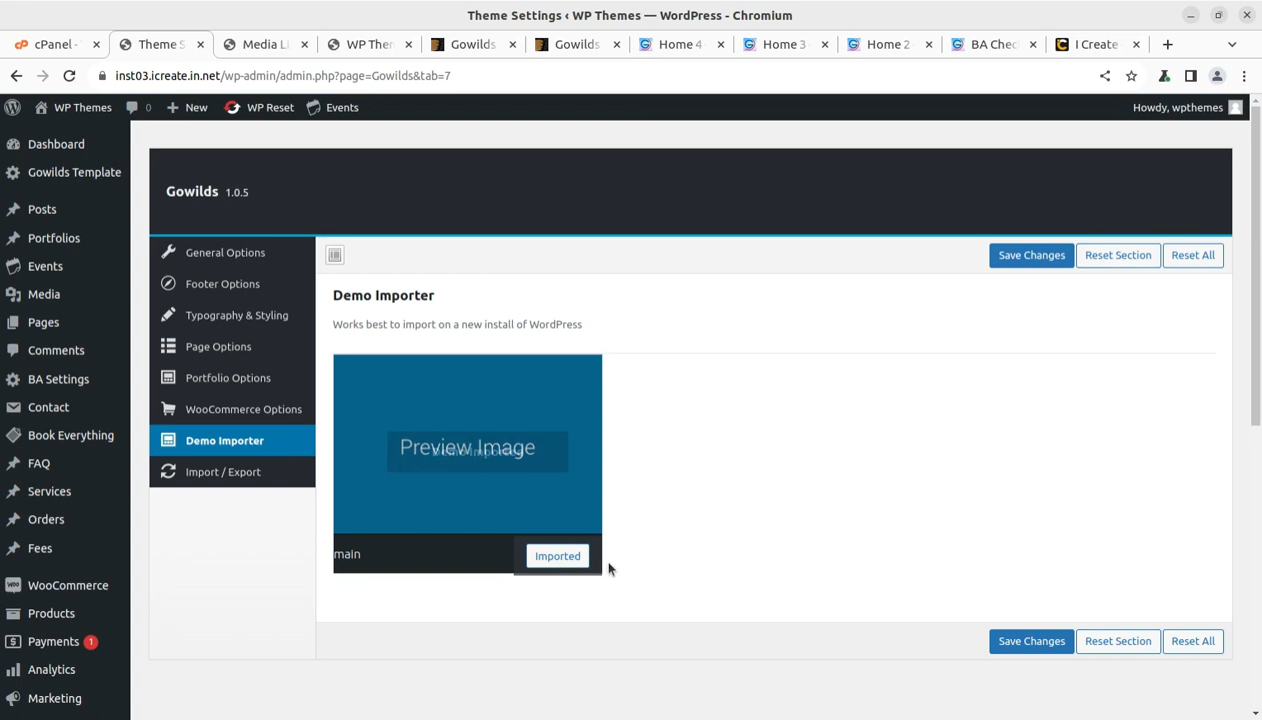 Theme Settings ‹ WP Themes — WordPress - Chromium
cPanel -
Theme S
Media Li
WP Then
Gowilds
Gowilds
Home 4 -
Home 3 -
Home 2 -
BA Chec
I Create -
inst03.icreate.in.net/wp-admin/admin.php?page=Gowilds&tab=7
WP Themes
0
New
WP Reset
Events
Howdy, wpthemes
Dashboard
Gowilds Template
Posts
Portfolios
Events
Media
Pages
Comments
BA Settings
Contact
Book Everything
FAQ
Services
Orders
Fees
WooCommerce
Products
Payments 1
Analytics
Marketing
Gowilds 1.0.5
General Options
Footer Options
Typography & Styling
Page Options
Portfolio Options
WooCommerce Options
Demo Importer
Import / Export
Save Changes
Reset Section
Reset All
Demo Importer
Works best to import on a new install of WordPress
Preview Image
Demo Imported
main
Imported
Save Changes
Reset Section
Reset All